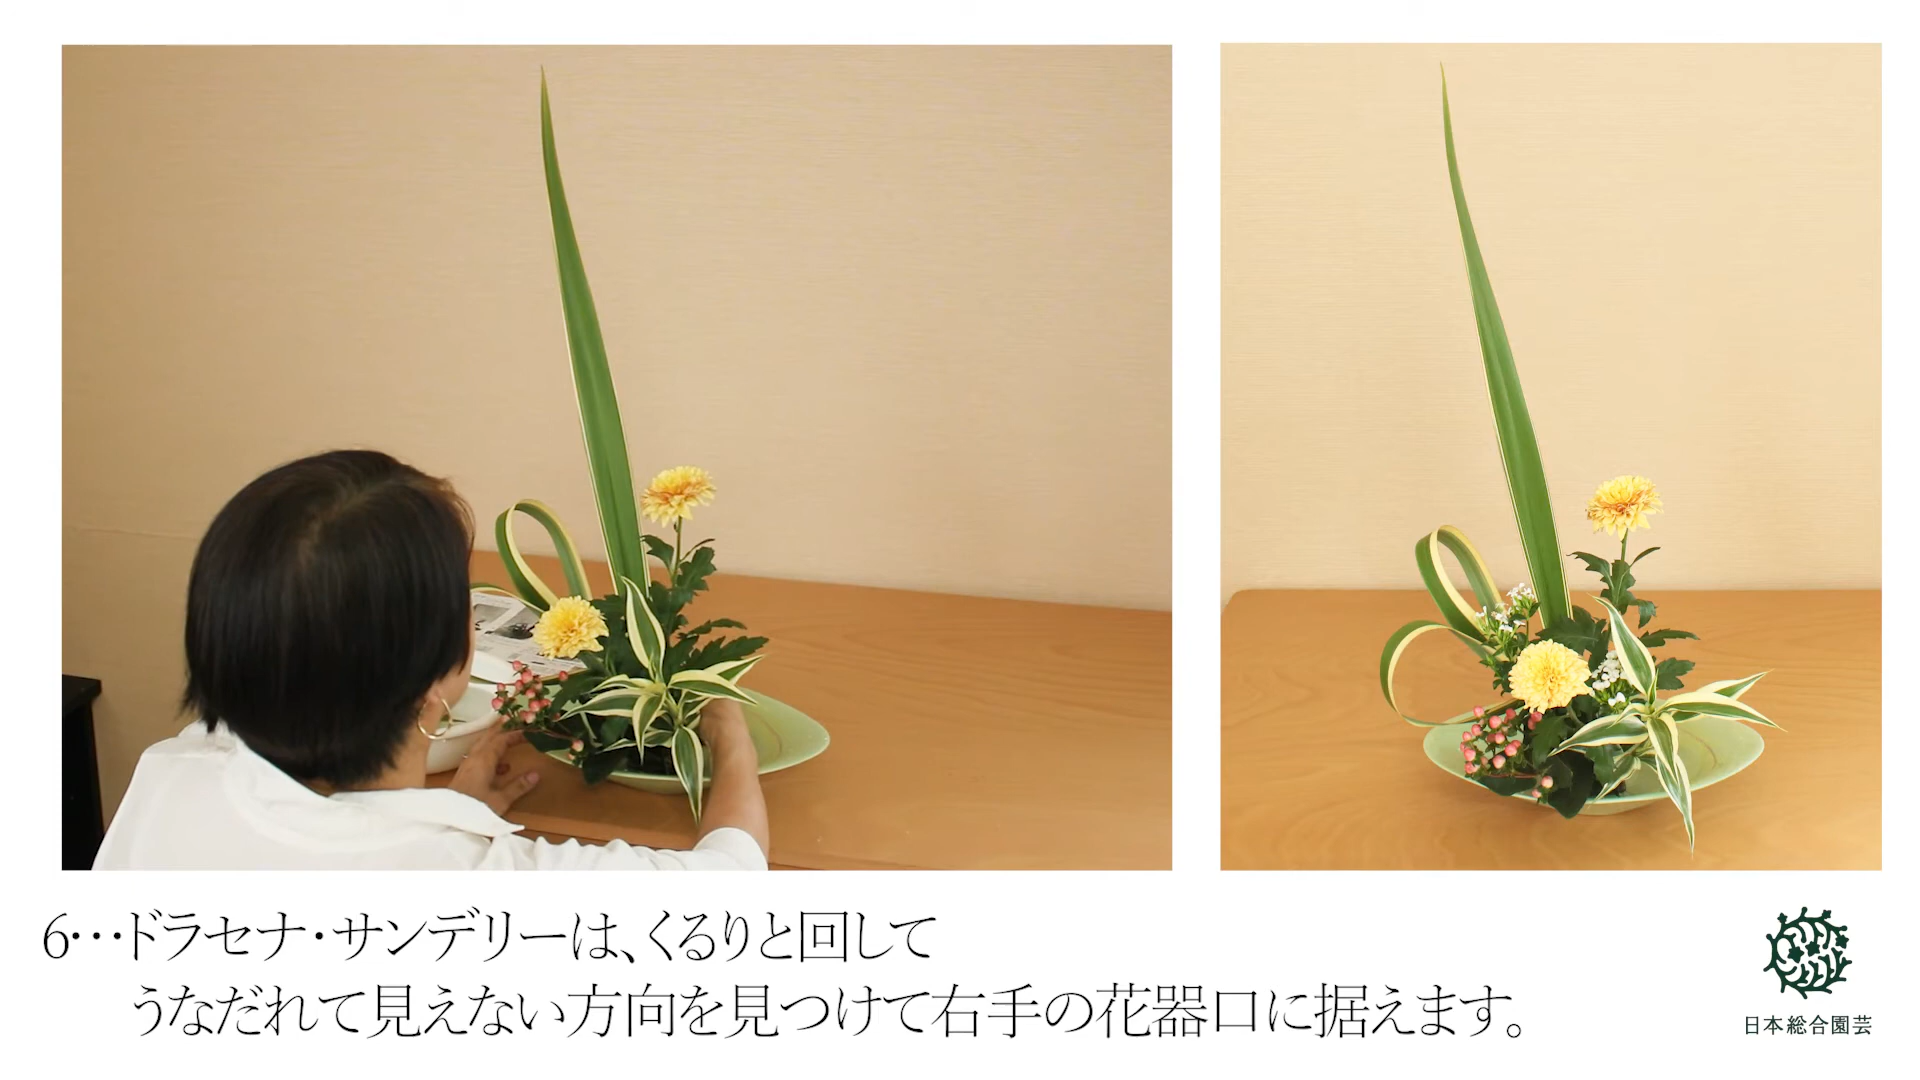 6…ドラセナ・サンデリーは、くるりと回して
うなだれて見えない方向を見つけて右手の花器口に据えます。
日本総合園芸